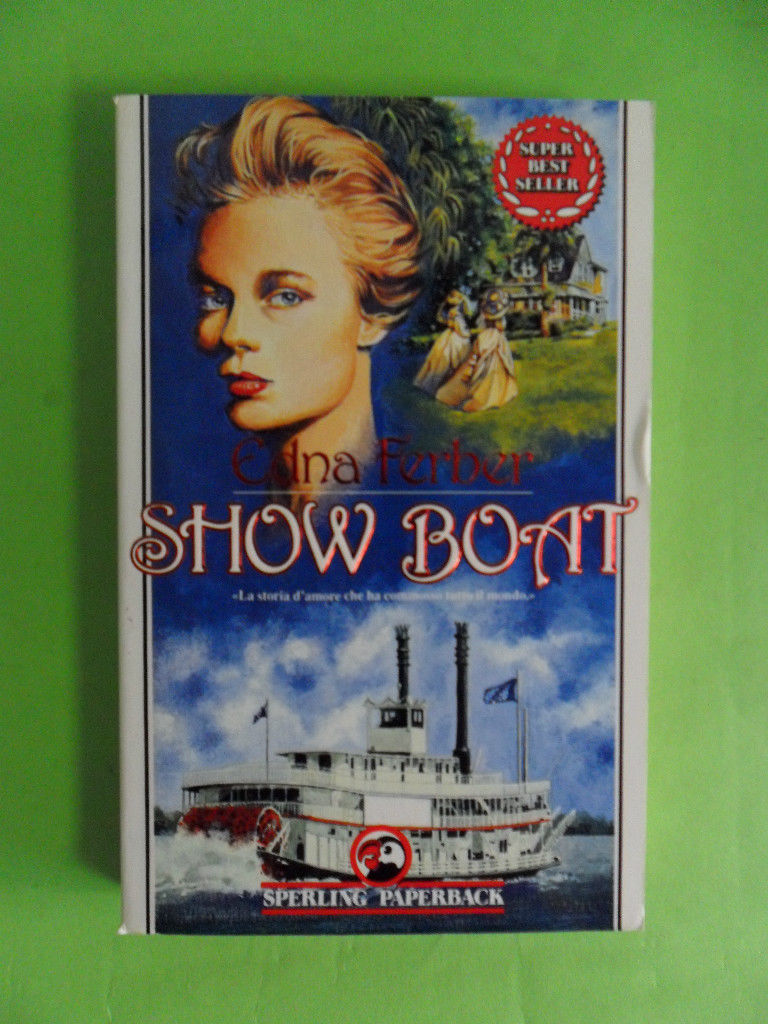 SUPER
BEST
SELLER
Edna Ferber
SHOW BOAT
«La storia d'amore che ha commosso tutto il mondo.»
SPERLING PAPERBACK